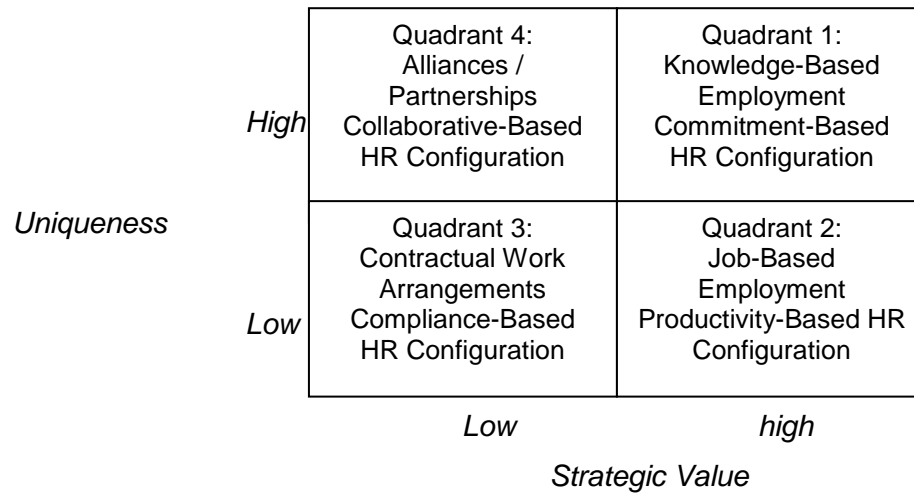 Quadrant 4:
Alliances /
Partnerships
Collaborative-Based
HR Configuration
Quadrant 1:
Knowledge-Based
Employment
Commitment-Based
HR Configuration
High
Uniqueness
Quadrant 3:
Contractual Work
Arrangements
Compliance-Based
HR Configuration
Quadrant 2:
Job-Based
Employment
Productivity-Based HR
Configuration
Low
Low
high
Strategic Value